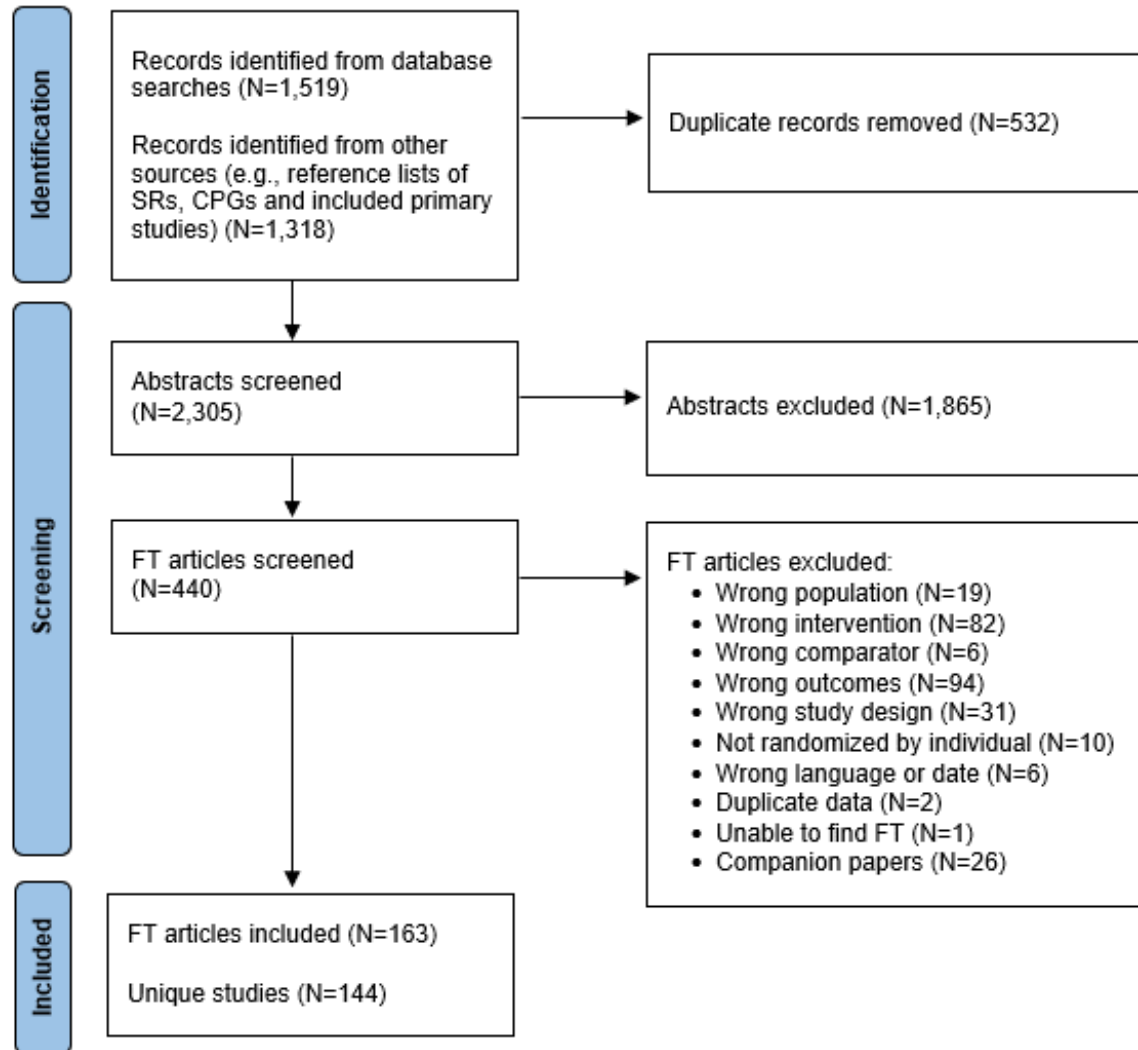 Identification
Records identified from database
searches (N=1,519)
Records identified from other
sources (e.g., reference lists of
SRs, CPGs and included primary
studies) (N=1,318)
Duplicate records removed (N=532)
Screening
Abstracts screened
(N=2,305)
Abstracts excluded (N=1,865)
FT articles screened
(N=440)
FT articles excluded:
• Wrong population (N=19)
• Wrong intervention (N=82)
• Wrong comparator (N=6)
• Wrong outcomes (N=94)
• Wrong study design (N=31)
• Not randomized by individual (N=10)
• Wrong language or date (N=6)
• Duplicate data (N=2)
• Unable to find FT (N=1)
• Companion papers (N=26)
Included
FT articles included (N=163)
Unique studies (N=144)